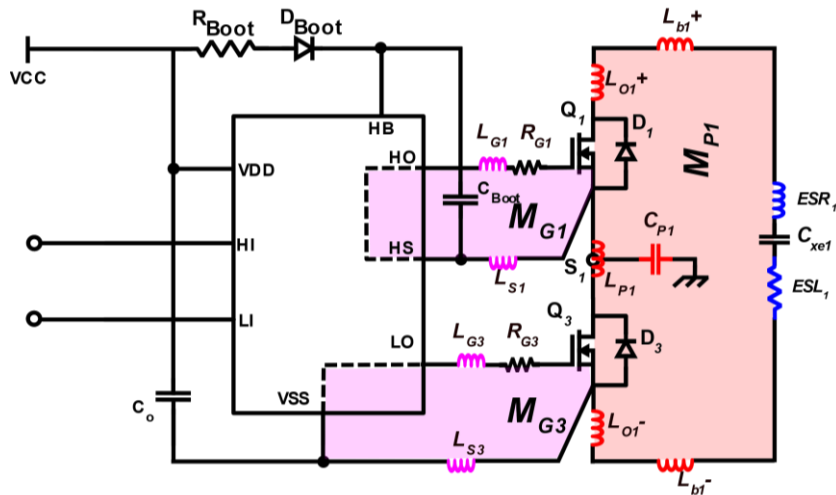 R_Boot
D_Boot
L_b1+
VCC
L_O1+
HB
Q_1
D_1
L_G1
R_G1
HO
VDD
M_P1
C_Boot
M_G1
ESR_1
C_P1
C_xe1
HI
HS
L_S1
S_1
L_P1
ESL_1
LI
Q_3
LO
L_G3
R_G3
D_3
VSS
C_o
M_G3
L_O1-
L_S3
L_b1-